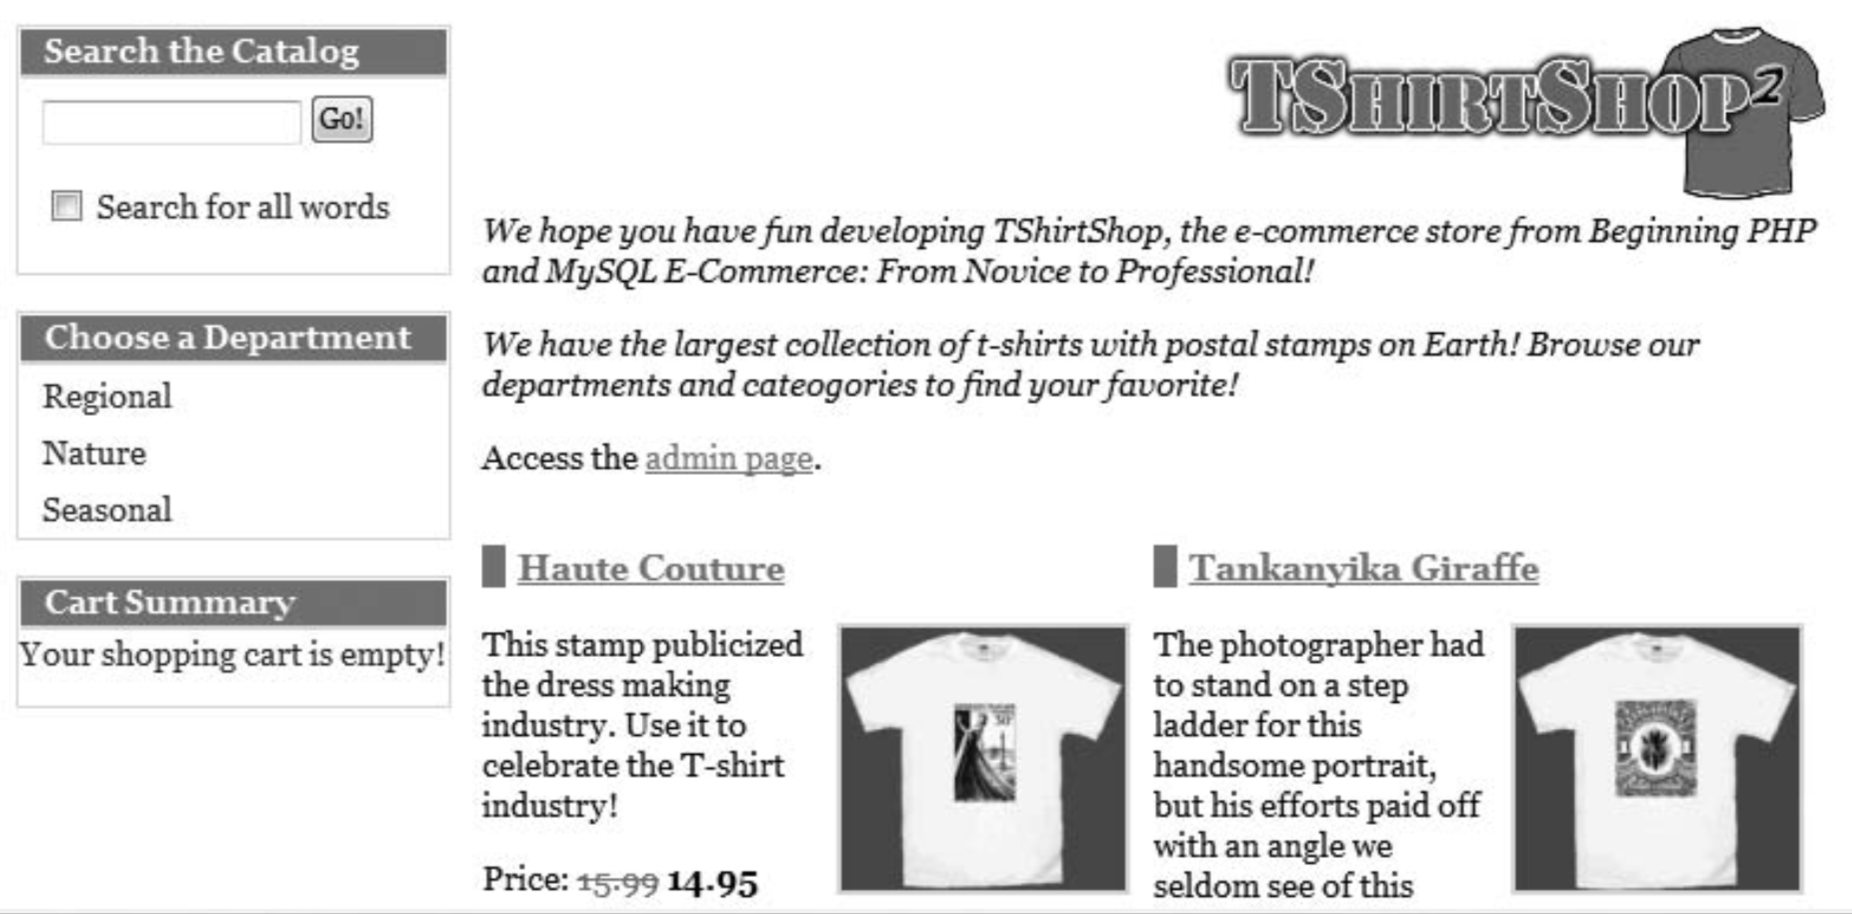 Search the Catalog
Go!
Search for all words
Choose a Department
Regional
Nature
Seasonal
Cart Summary
Your shopping cart is empty!
TShirtShop2
We hope you have fun developing TShirtShop, the e-commerce store from Beginning PHP
and MySQL E-Commerce: From Novice to Professional!
We have the largest collection of t-shirts with postal stamps on Earth! Browse our
departments and cateogories to find your favorite!
Access the admin page.
Haute Couture
This stamp publicized
the dress making
industry. Use it to
celebrate the T-shirt
industry!
Price: 15.99 14.95
Tankanyika Giraffe
The photographer had
to stand on a step
ladder for this
handsome portrait,
but his efforts paid off
with an angle we
seldom see of this